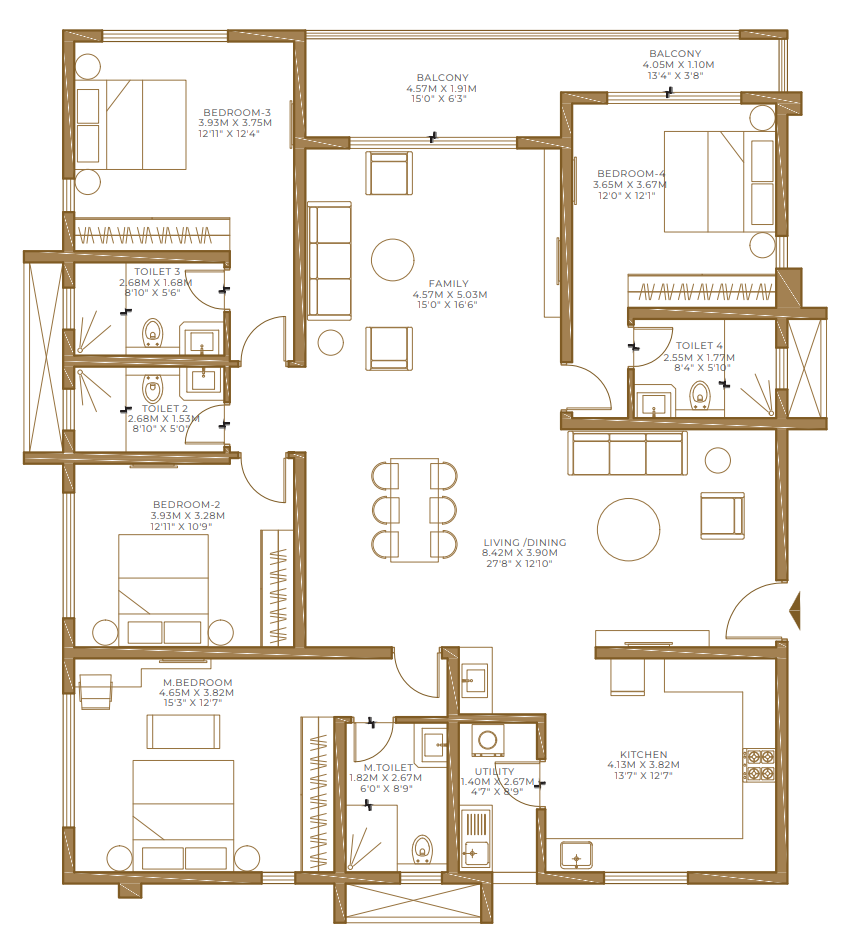 BALCONY
4.05M X 1.10M
13'4" X 3'8"
BALCONY
4.57M X 1.91M
15'0" X 6'3"
BEDROOM-3
3.93M X 3.75M
12'11" X 12'4"
BEDROOM-4
3.65M X 3.67M
12'0" X 12'1"
TOILET 3
2.68M X 1.68M
8'10" X 5'6"
FAMILY
4.57M X 5.03M
15'0" X 16'6"
TOILET 4
2.55M X 1.77M
8'4" X 5'10"
TOILET 2
2.68M X 1.53M
8'10" X 5'0"
BEDROOM-2
3.93M X 3.28M
12'11" X 10'9"
LIVING /DINING
8.42M X 3.90M
27'8" X 12'10"
M.BEDROOM
4.65M X 3.82M
15'3" X 12'7"
M.TOILET
1.82M X 2.67M
6'0" X 8'9"
UTILITY
1.40M X 2.67M
4'7" X 8'9"
KITCHEN
4.13M X 3.82M
13'7" X 12'7"